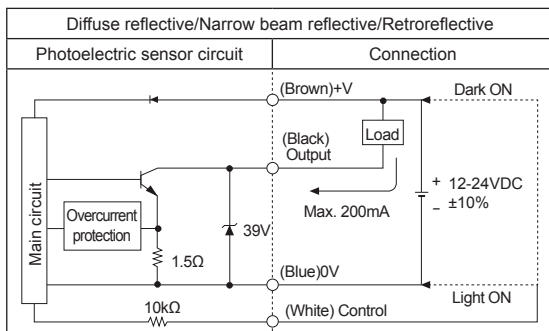 Diffuse reflective/Narrow beam reflective/Retroreflective
Photoelectric sensor circuit
Connection
(Brown)+V
Dark ON
(Black)
Output
Load
Main circuit
Overcurrent
protection
39V
Max. 200mA
+
−
12-24VDC
±10%
1.5Ω
(Blue)0V
Light ON
10kΩ
(White) Control